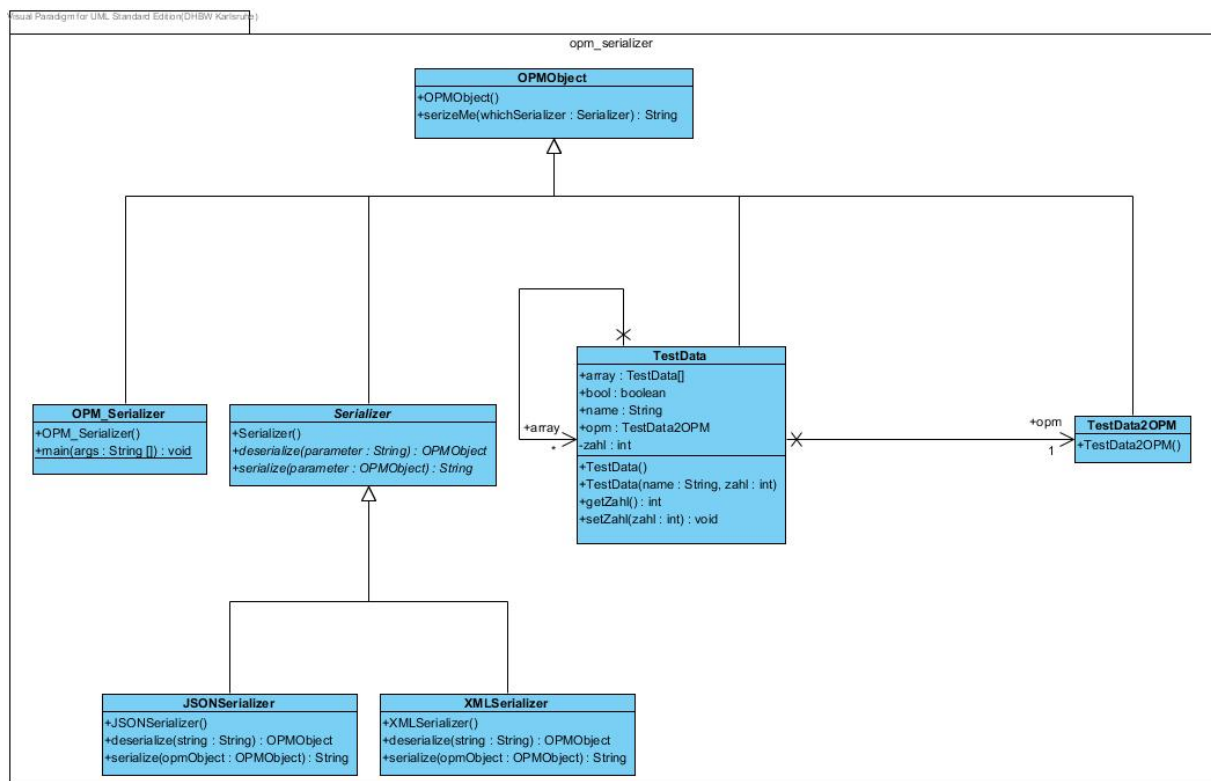 Visual Paradigm for UML Standard Edition(DHBW Karlsruhe)
opm_serializer
OPMObject
+OPMObject()
+serizeMe(whichSerializer : Serializer) : String
OPM_Serializer
+OPM_Serializer()
+main(args : String []) : void
Serializer
+Serializer()
+deserialize(parameter : String) : OPMObject
+serialize(parameter : OPMObject) : String
+array
*
TestData
+array : TestData[]
+bool : boolean
+name : String
+opm : TestData2OPM
-zahl : int
+TestData()
+TestData(name : String, zahl : int)
+getZahl() : int
+setZahl(zahl : int) : void
+opm
1
TestData2OPM
+TestData2OPM()
JSONSerializer
+JSONSerializer()
+deserialize(string : String) : OPMObject
+serialize(opmObject : OPMObject) : String
XMLSerializer
+XMLSerializer()
+deserialize(string : String) : OPMObject
+serialize(opmObject : OPMObject) : String